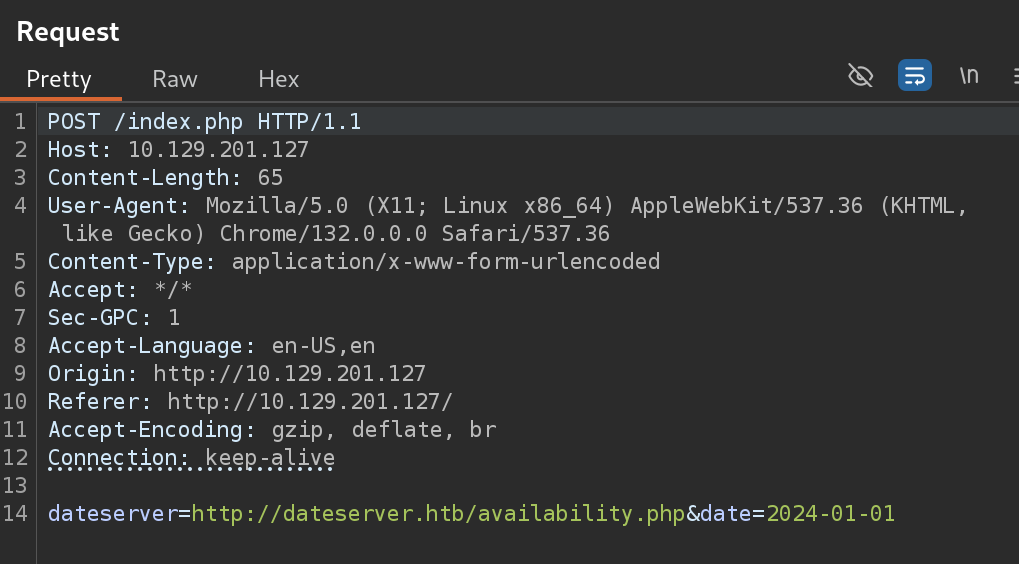 Request
Pretty Raw Hex \n
1 POST /index.php HTTP/1.1
2 Host: 10.129.201.127
3 Content-Length: 65
4 User-Agent: Mozilla/5.0 (X11; Linux x86_64) AppleWebKit/537.36 (KHTML,
like Gecko) Chrome/132.0.0.0 Safari/537.36
5 Content-Type: application/x-www-form-urlencoded
6 Accept: */*
7 Sec-GPC: 1
8 Accept-Language: en-US,en
9 Origin: http://10.129.201.127
10 Referer: http://10.129.201.127/
11 Accept-Encoding: gzip, deflate, br
12 Connection: keep-alive
13
14 dateserver=http://dateserver.htb/availability.php&date=2024-01-01